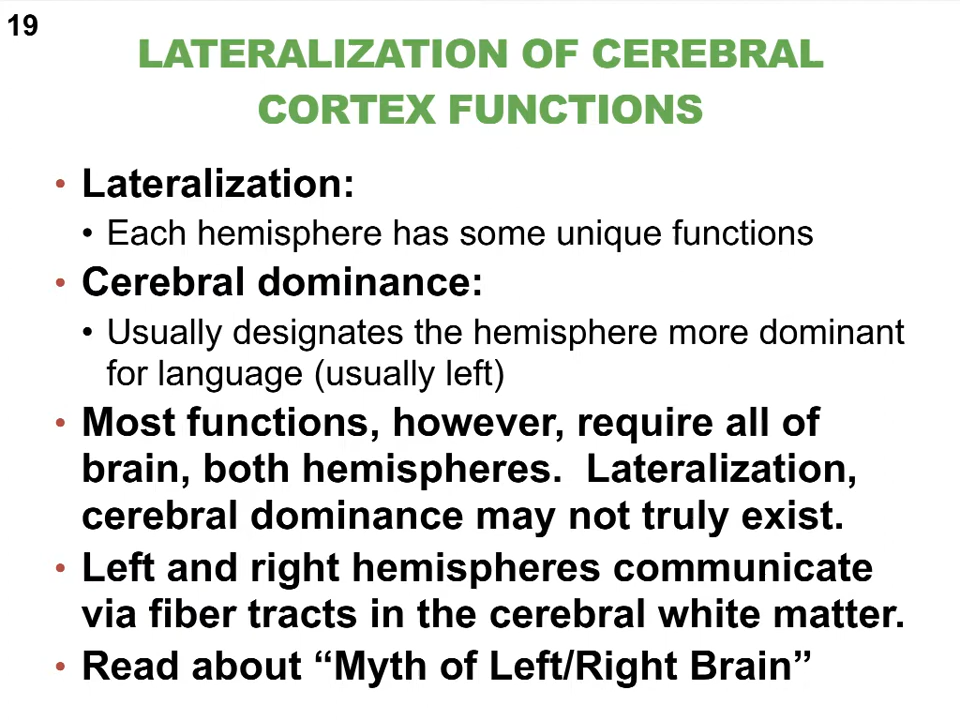 19
LATERALIZATION OF CEREBRAL
CORTEX FUNCTIONS
• Lateralization:
• Each hemisphere has some unique functions
• Cerebral dominance:
• Usually designates the hemisphere more dominant
for language (usually left)
• Most functions, however, require all of
brain, both hemispheres.  Lateralization,
cerebral dominance may not truly exist.
• Left and right hemispheres communicate
via fiber tracts in the cerebral white matter.
• Read about “Myth of Left/Right Brain”